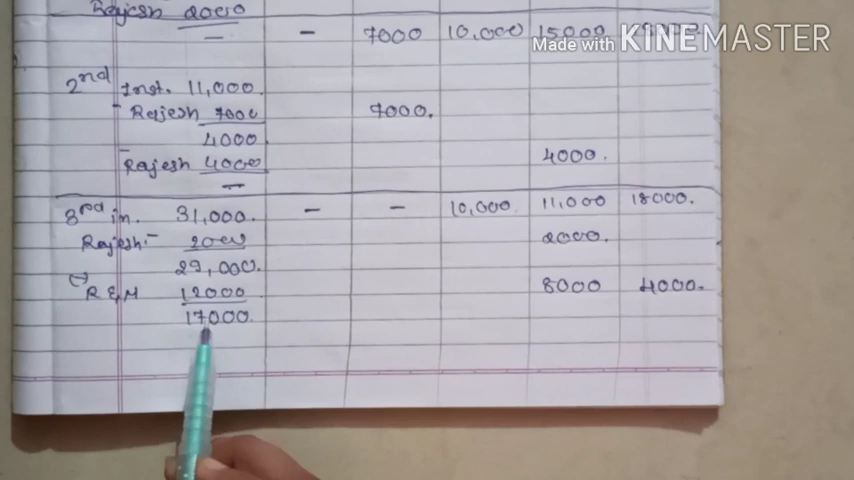 Rajesh 2000
- - 7000 10,000 15000
Made with KINEMASTER
2nd Inst. 11,000.
- Rajesh 7000 7000.
4000
- Rajesh 4000 4000.
-
3rd in. 31,000. - - 10,000. 11,000 18000.
Rajesh - 2000 2000.
29,000.
(-) R & M 12000 8000 4000.
17000.